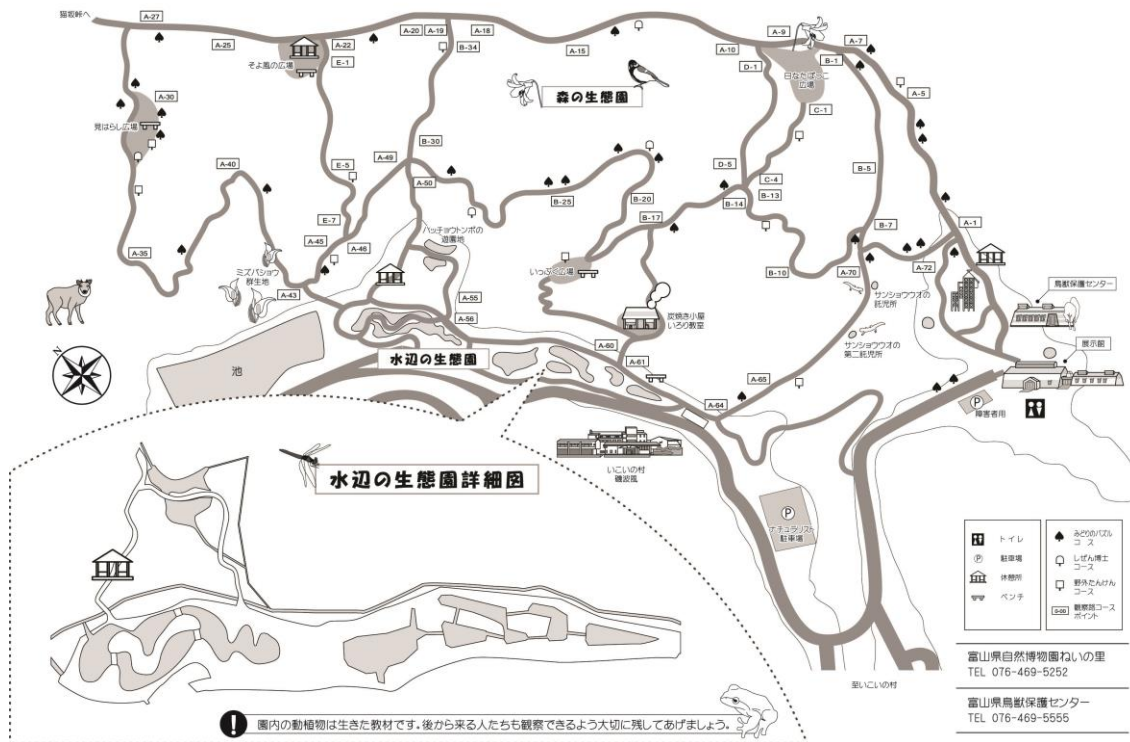 猫坂峠へ
A-27
A-25
A-22
そよ風の広場
E-1
A-20
A-19
A-18
B-34
A-15
A-10
A-9
A-7
D-1
B-1
日なたぼっこ
広場
C-1
A-5
森の生態園
A-30
見はらし広場
A-40
A-49
B-30
A-50
E-5
E-7
A-45
A-46
B-25
B-20
B-17
D-5
C-4
B-13
B-14
B-5
B-7
B-10
A-70
A-72
A-1
A-35
ハッチョウトンボの
遊園地
ミズバショウ
群生地
A-43
いっぷく広場
A-55
A-56
炭焼き小屋
いろり教室
サンショウウオの
託児所
サンショウウオの
第二託児所
鳥獣保護センター
展示館
N
池
水辺の生態園
A-60
A-61
A-64
A-65
P
障害者用
いこいの村
磯波風
水辺の生態園詳細図
P
ナチュラリスト
駐車場
至いこいの村
トイレ
P 駐車場
休憩所
ベンチ
みどりのパズル
コース
しぜん博士
コース
野外たんけん
コース
0-00 観察路コース
ポイント
富山県自然博物園ねいの里
TEL 076-469-5252
富山県鳥獣保護センター
TEL 076-469-5555
! 園内の動植物は生きた教材です。後から来る人たちも観察できるよう大切に残してあげましょう。